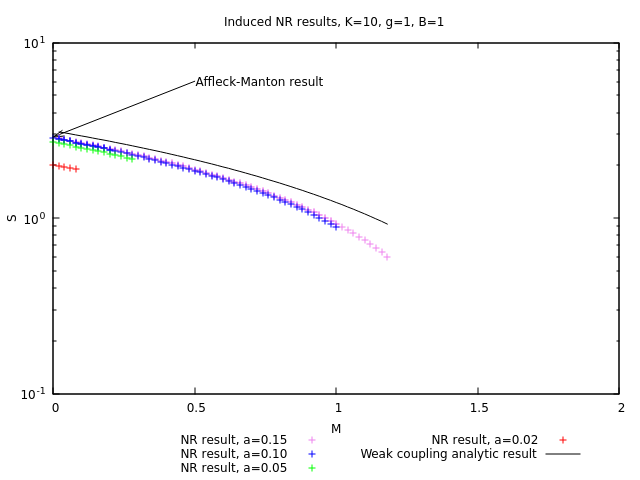 Induced NR results, K=10, g=1, B=1
10^1
Affleck-Manton result
S
10^0
10^-1
0 0.5 1 1.5 2
M
NR result, a=0.15 NR result, a=0.02
NR result, a=0.10 Weak coupling analytic result
NR result, a=0.05